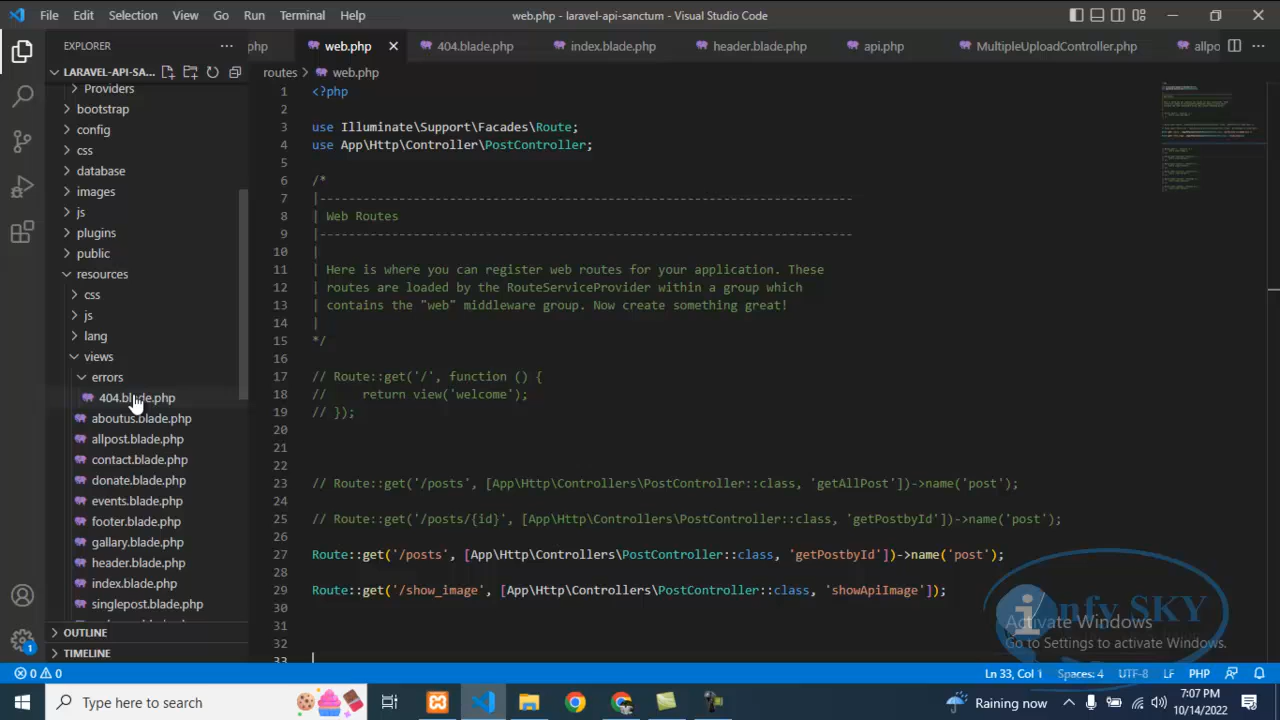 File Edit Selection View Go Run Terminal Help
web.php - laravel-api-sanctum - Visual Studio Code
EXPLORER
php web.php 404.blade.php index.blade.php header.blade.php api.php MultipleUploadController.php allpo
LARAVEL-API-SA...
routes > web.php
Providers
bootstrap
config
css
database
images
js
plugins
public
resources
css
js
lang
views
errors
404.blade.php
aboutus.blade.php
allpost.blade.php
contact.blade.php
donate.blade.php
events.blade.php
footer.blade.php
gallary.blade.php
header.blade.php
index.blade.php
singlepost.blade.php
OUTLINE
TIMELINE
1 <?php
2
3 use Illuminate\Support\Facades\Route;
4 use App\Http\Controller\PostController;
5
6 /*
7 |--------------------------------------------------------------------------
8 | Web Routes
9 |--------------------------------------------------------------------------
10 |
11 | Here is where you can register web routes for your application. These
12 | routes are loaded by the RouteServiceProvider within a group which
13 | contains the "web" middleware group. Now create something great!
14 |
15 */
16
17 // Route::get('/', function () {
18 //     return view('welcome');
19 // });
20
21
22
23 // Route::get('/posts', [App\Http\Controllers\PostController::class, 'getAllPost'])->name('post');
24
25 // Route::get('/posts/{id}', [App\Http\Controllers\PostController::class, 'getPostbyId'])->name('post');
26
27 Route::get('/posts', [App\Http\Controllers\PostController::class, 'getPostbyId'])->name('post');
28
29 Route::get('/show_image', [App\Http\Controllers\PostController::class, 'showApiImage']);
30
31
32
33
infy SKY
Activate Windows
Go to Settings to activate Windows.
0 0
Ln 33, Col 1 Spaces: 4 UTF-8 LF PHP
1
Type here to search
Raining now
7:07 PM
10/14/2022